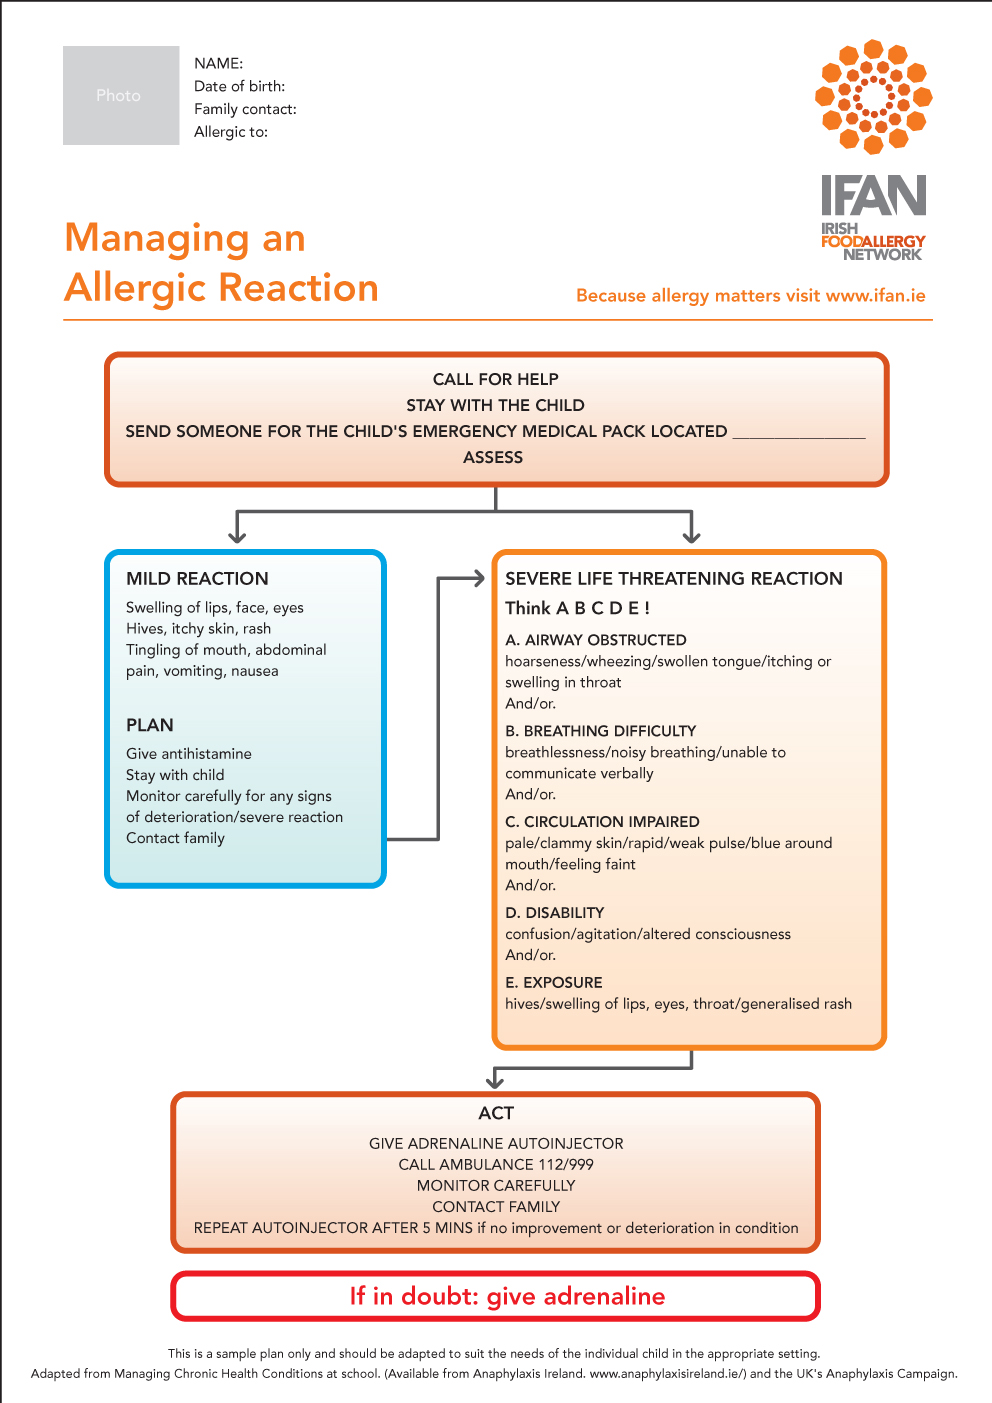 Photo
NAME:
Date of birth:
Family contact:
Allergic to:
IFAN
IRISH
FOODALLERGY
NETWORK
Managing an
Allergic Reaction
Because allergy matters visit www.ifan.ie
CALL FOR HELP
STAY WITH THE CHILD
SEND SOMEONE FOR THE CHILD'S EMERGENCY MEDICAL PACK LOCATED _______________
ASSESS
MILD REACTION
Swelling of lips, face, eyes
Hives, itchy skin, rash
Tingling of mouth, abdominal
pain, vomiting, nausea
PLAN
Give antihistamine
Stay with child
Monitor carefully for any signs
of deterioration/severe reaction
Contact family
SEVERE LIFE THREATENING REACTION
Think A B C D E !
A. AIRWAY OBSTRUCTED
hoarseness/wheezing/swollen tongue/itching or
swelling in throat
And/or.
B. BREATHING DIFFICULTY
breathlessness/noisy breathing/unable to
communicate verbally
And/or.
C. CIRCULATION IMPAIRED
pale/clammy skin/rapid/weak pulse/blue around
mouth/feeling faint
And/or.
D. DISABILITY
confusion/agitation/altered consciousness
And/or.
E. EXPOSURE
hives/swelling of lips, eyes, throat/generalised rash
ACT
GIVE ADRENALINE AUTOINJECTOR
CALL AMBULANCE 112/999
MONITOR CAREFULLY
CONTACT FAMILY
REPEAT AUTOINJECTOR AFTER 5 MINS if no improvement or deterioration in condition
If in doubt: give adrenaline
This is a sample plan only and should be adapted to suit the needs of the individual child in the appropriate setting.
Adapted from Managing Chronic Health Conditions at school. (Available from Anaphylaxis Ireland. www.anaphylaxisireland.ie/) and the UK's Anaphylaxis Campaign.